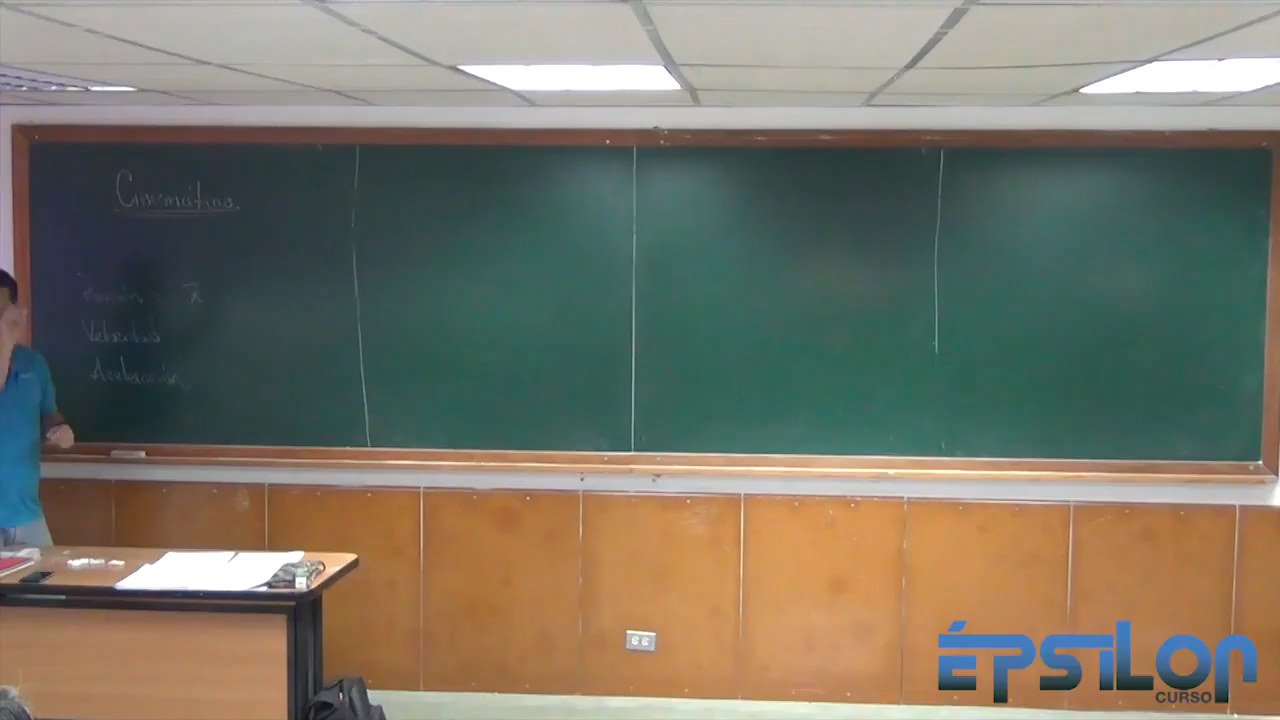 Cinemática.
Posición : x⃗
Velocidad
Aceleración
ÉPSILON
CURSO